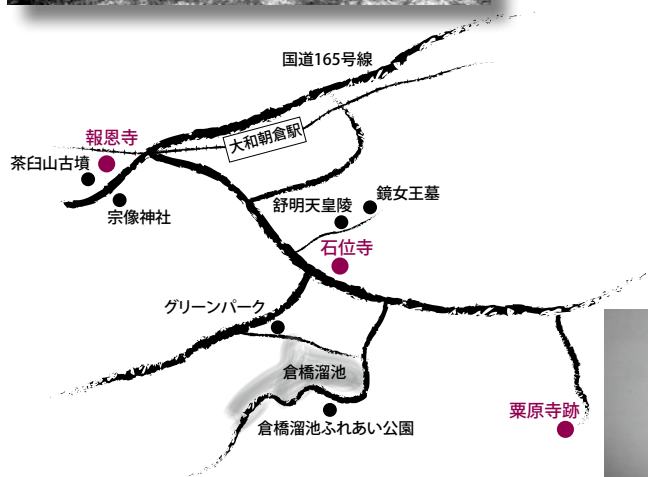 国道165号線
大和朝倉駅
報恩寺
茶臼山古墳
宗像神社
鏡女王墓
舒明天皇陵
石位寺
グリーンパーク
倉橋溜池
倉橋溜池ふれあい公園
粟原寺跡